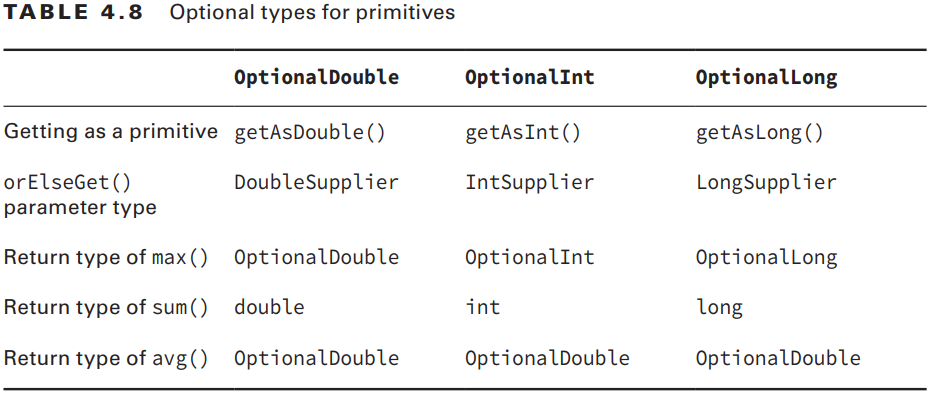 TABLE 4.8 Optional types for primitives
OptionalDouble OptionalInt OptionalLong
Getting as a primitive getAsDouble() getAsInt() getAsLong()
orElseGet() DoubleSupplier IntSupplier LongSupplier
parameter type
Return type of max() OptionalDouble OptionalInt OptionalLong
Return type of sum() double int long
Return type of avg() OptionalDouble OptionalDouble OptionalDouble